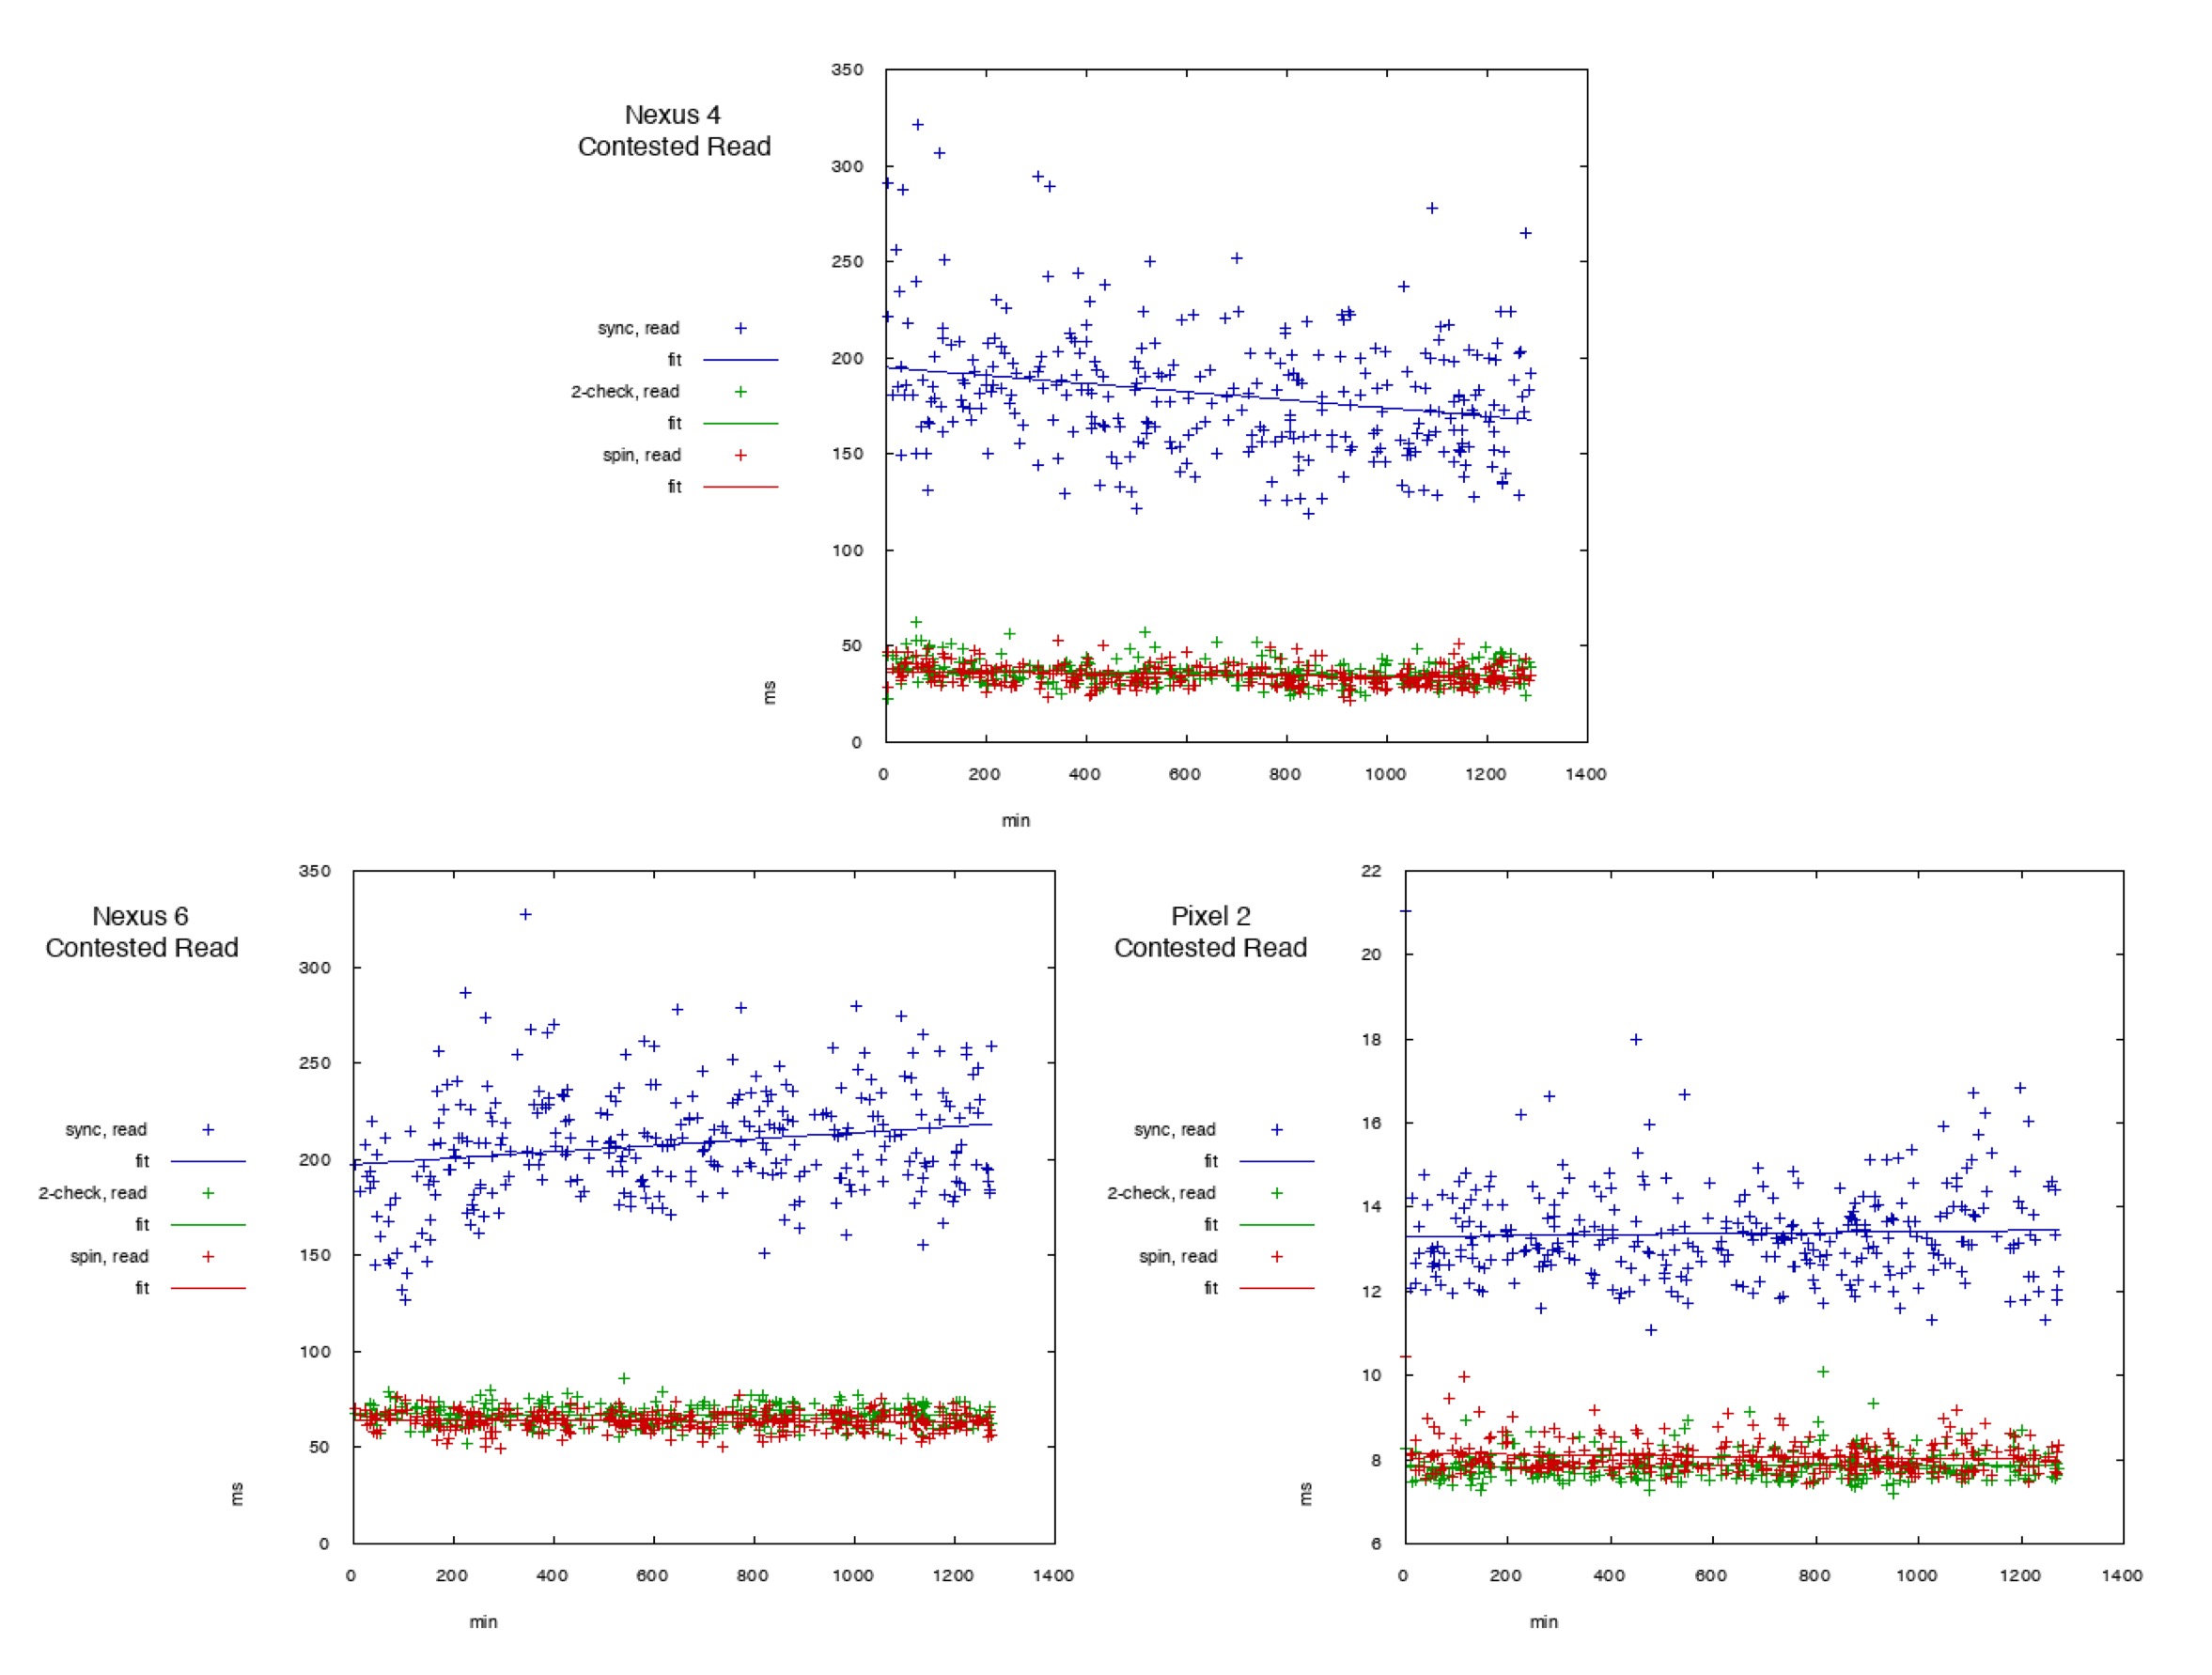 Nexus 4
Contested Read
350
300
250
200
150
100
50
0
sync, read
fit
2-check, read
fit
spin, read
fit
ms
0 200 400 600 800 1000 1200 1400
min
Nexus 6
Contested Read
350
300
250
200
150
100
50
0
sync, read
fit
2-check, read
fit
spin, read
fit
ms
0 200 400 600 800 1000 1200 1400
min
Pixel 2
Contested Read
22
20
18
16
14
12
10
8
6
sync, read
fit
2-check, read
fit
spin, read
fit
ms
0 200 400 600 800 1000 1200 1400
min